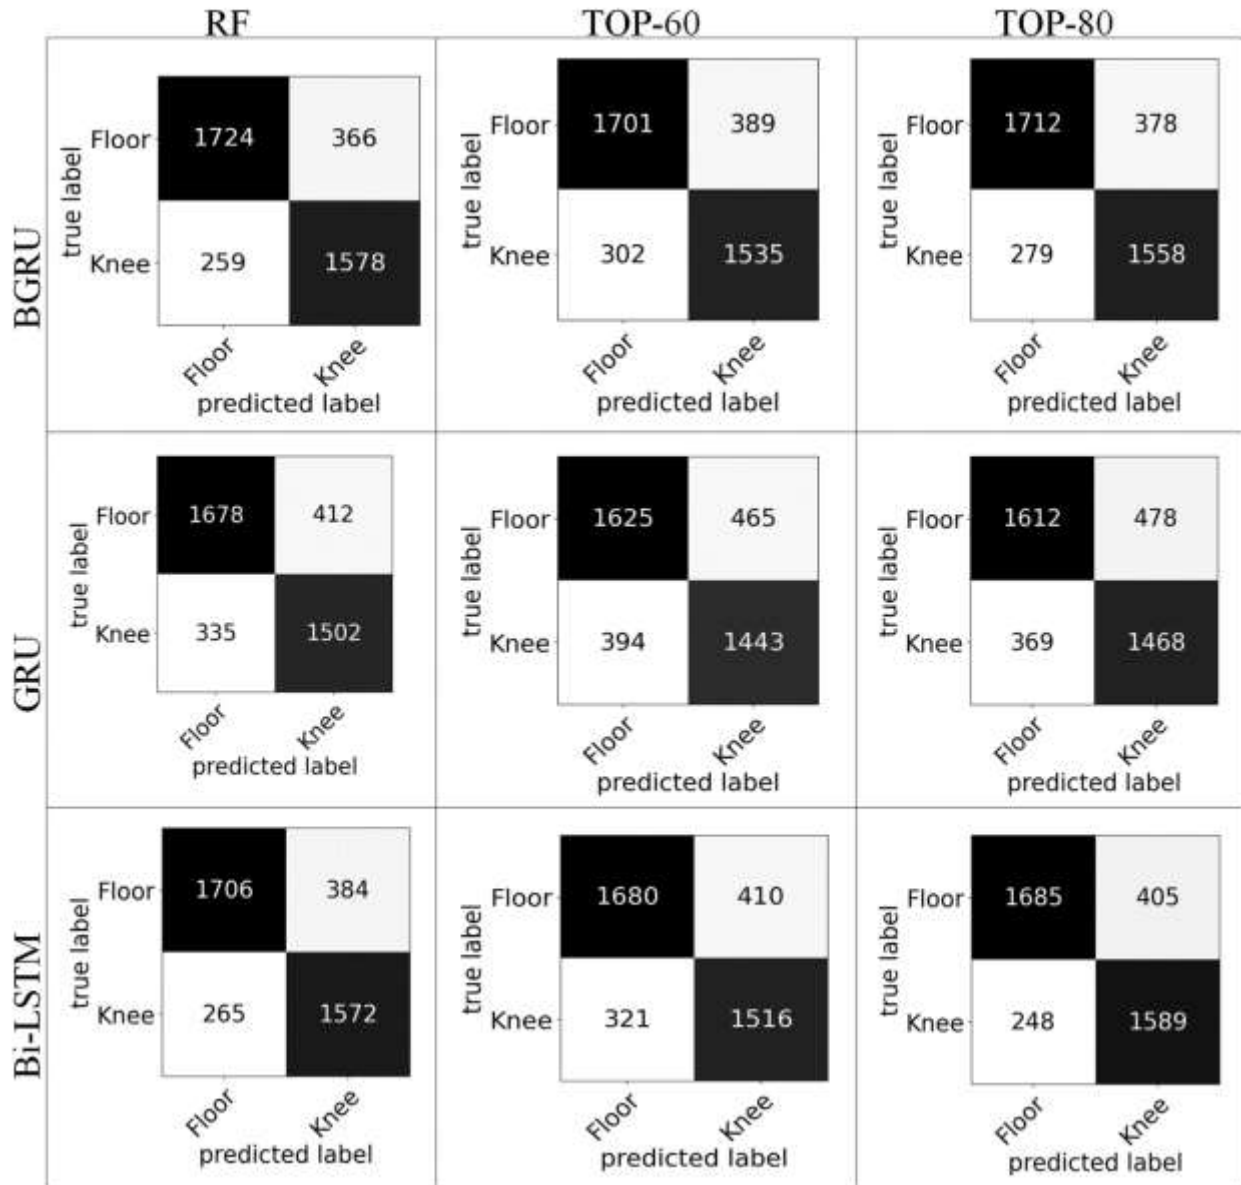 RF TOP-60 TOP-80
BGRU
true label
Floor 1724 366
Knee 259 1578
Floor Knee
predicted label
true label
Floor 1701 389
Knee 302 1535
Floor Knee
predicted label
true label
Floor 1712 378
Knee 279 1558
Floor Knee
predicted label
GRU
true label
Floor 1678 412
Knee 335 1502
Floor Knee
predicted label
true label
Floor 1625 465
Knee 394 1443
Floor Knee
predicted label
true label
Floor 1612 478
Knee 369 1468
Floor Knee
predicted label
Bi-LSTM
true label
Floor 1706 384
Knee 265 1572
Floor Knee
predicted label
true label
Floor 1680 410
Knee 321 1516
Floor Knee
predicted label
true label
Floor 1685 405
Knee 248 1589
Floor Knee
predicted label